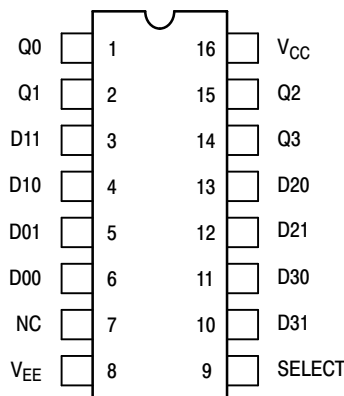 Q0 1 16 VCC
Q1 2 15 Q2
D11 3 14 Q3
D10 4 13 D20
D01 5 12 D21
D00 6 11 D30
NC 7 10 D31
VEE 8 9 SELECT